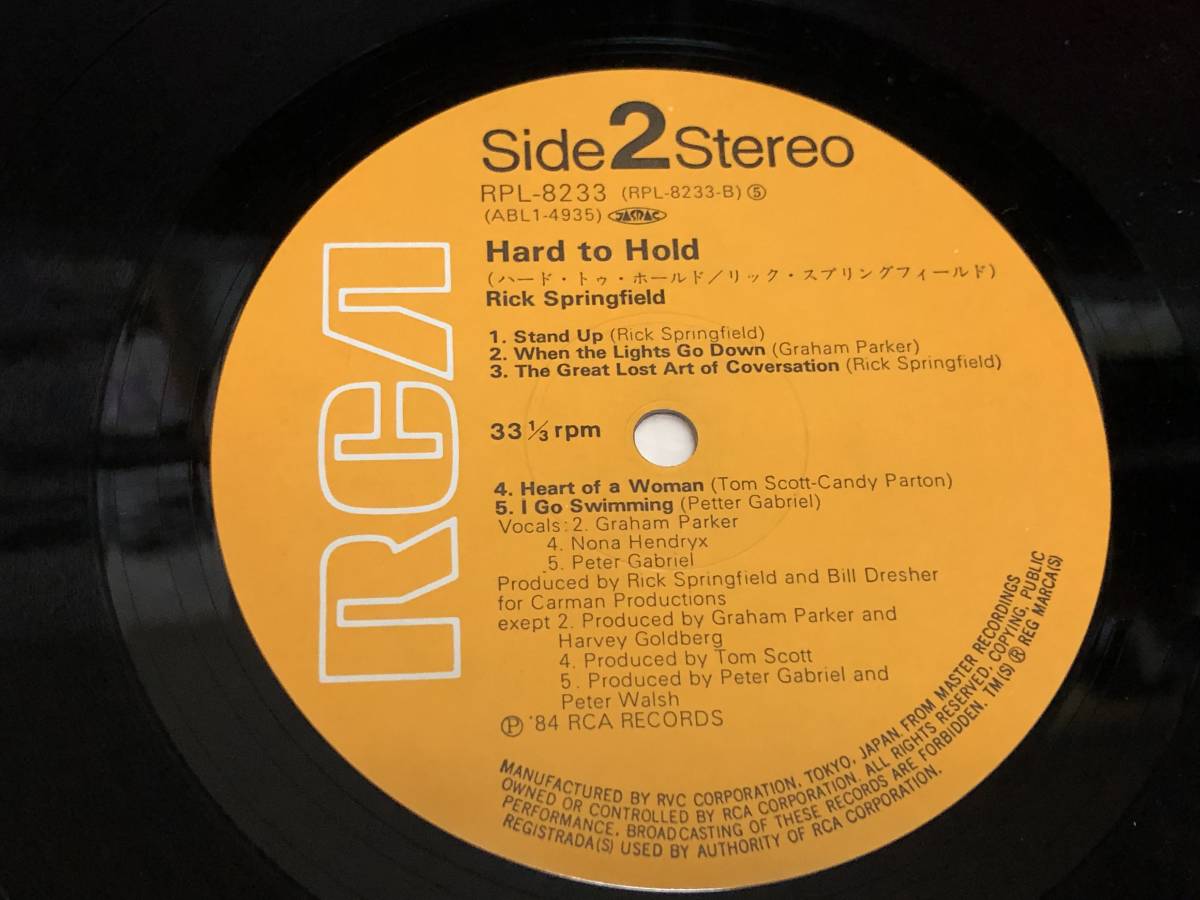 Side 2 Stereo
RPL-8233 (RPL-8233-B) ⑤
(ABL1-4935) JASRAC
RCA
Hard to Hold
(ハード・トゥ・ホールド/リック・スプリングフィールド)
Rick Springfield
1. Stand Up (Rick Springfield)
2. When the Lights Go Down (Graham Parker)
3. The Great Lost Art of Coversation (Rick Springfield)
33 1/3 rpm
4. Heart of a Woman (Tom Scott-Candy Parton)
5. I Go Swimming (Petter Gabriel)
Vocals: 2. Graham Parker
4. Nona Hendryx
5. Peter Gabriel
Produced by Rick Springfield and Bill Dresher
for Carman Productions
exept 2. Produced by Graham Parker and
Harvey Goldberg
4. Produced by Tom Scott
5. Produced by Peter Gabriel and
Peter Walsh
Ⓟ '84 RCA RECORDS
MANUFACTURED BY RVC CORPORATION, TOKYO, JAPAN, FROM MASTER RECORDINGS
OWNED OR CONTROLLED BY RCA CORPORATION. ALL RIGHTS RESERVED, COPYING, PUBLIC
PERFORMANCE, BROADCASTING OF THESE RECORDS ARE FORBIDDEN. TM(S) ® REG MARCA(S)
REGISTRADA(S) USED BY AUTHORITY OF RCA CORPORATION.